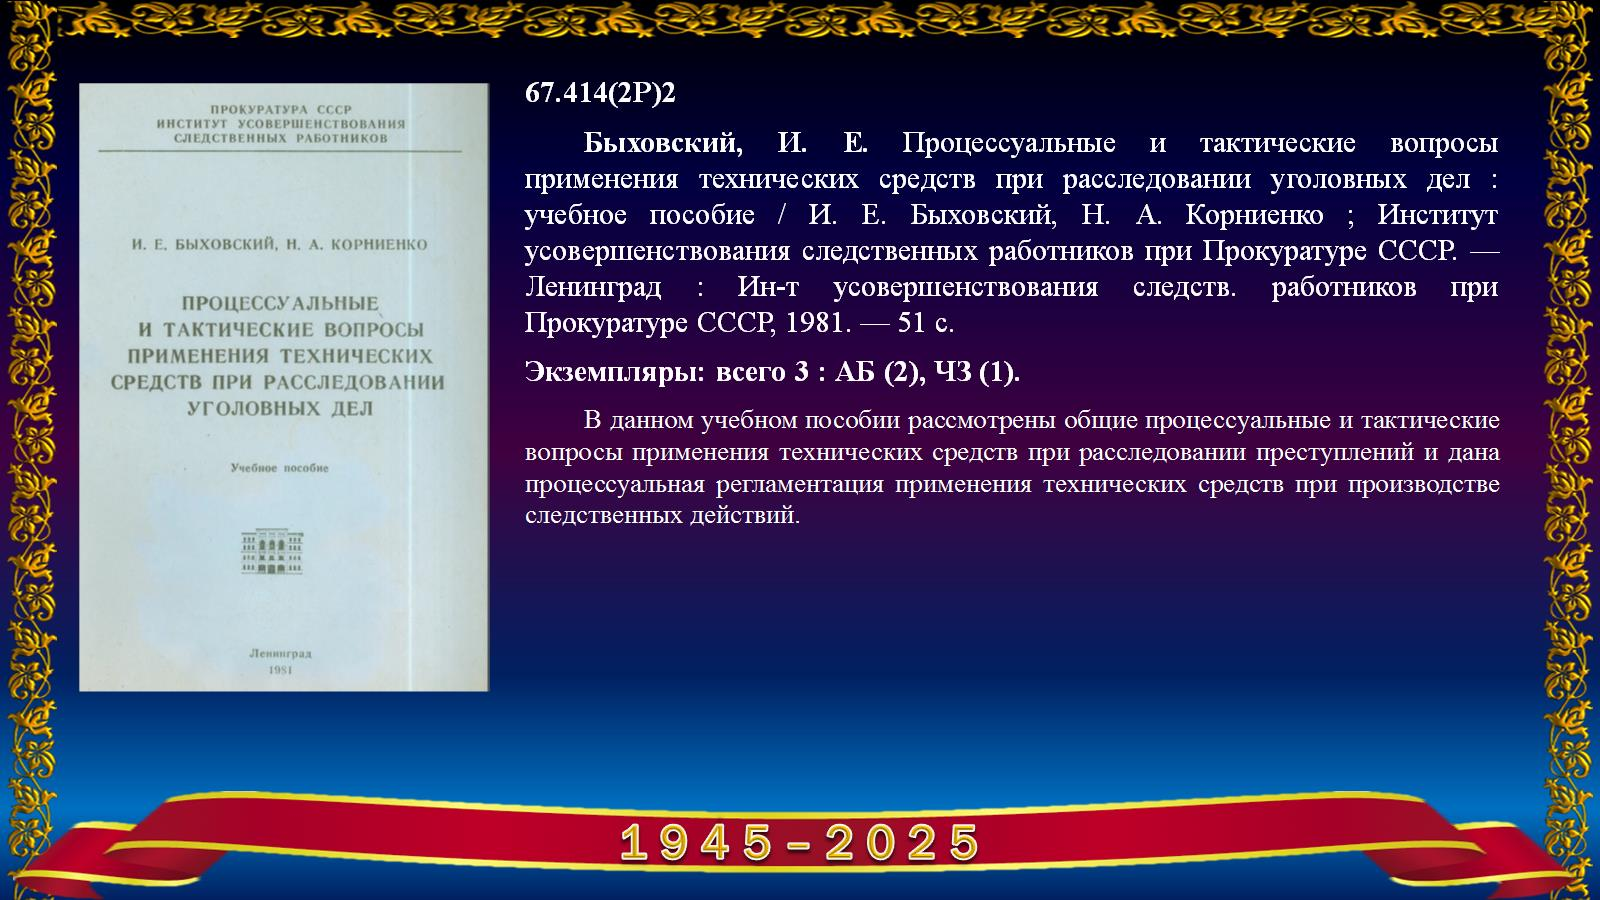 ПРОКУРАТУРА СССР
ИНСТИТУТ УСОВЕРШЕНСТВОВАНИЯ
СЛЕДСТВЕННЫХ РАБОТНИКОВ
И. Е. БЫХОВСКИЙ, Н. А. КОРНИЕНКО
ПРОЦЕССУАЛЬНЫЕ
И ТАКТИЧЕСКИЕ ВОПРОСЫ
ПРИМЕНЕНИЯ ТЕХНИЧЕСКИХ
СРЕДСТВ ПРИ РАССЛЕДОВАНИИ
УГОЛОВНЫХ ДЕЛ
Учебное пособие
Ленинград
1981
67.414(2Р)2
Быховский, И. Е. Процессуальные и тактические вопросы
применения технических средств при расследовании уголовных дел :
учебное пособие / И. Е. Быховский, Н. А. Корниенко ; Институт
усовершенствования следственных работников при Прокуратуре СССР. —
Ленинград : Ин-т усовершенствования следств. работников при
Прокуратуре СССР, 1981. — 51 с.
Экземпляры: всего 3 : АБ (2), ЧЗ (1).
В данном учебном пособии рассмотрены общие процессуальные и тактические
вопросы применения технических средств при расследовании преступлений и дана
процессуальная регламентация применения технических средств при производстве
следственных действий.
1945–2025